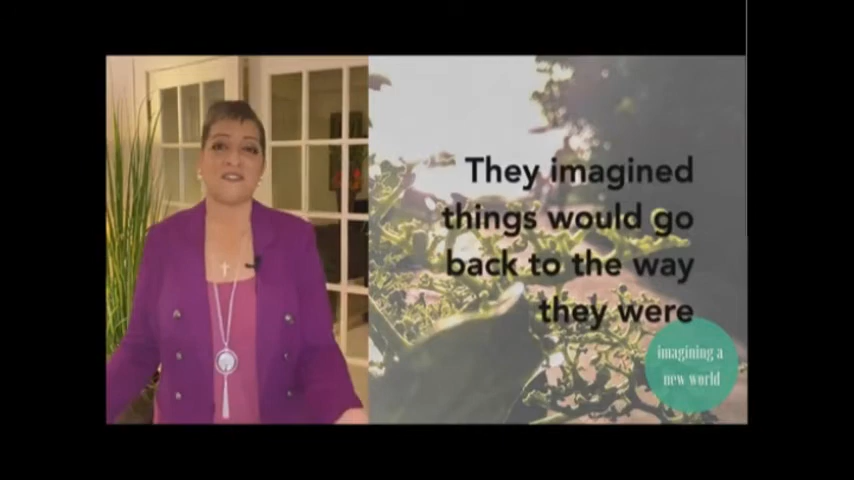 They imagined
things would go
back to the way
they were
imagining a
new world